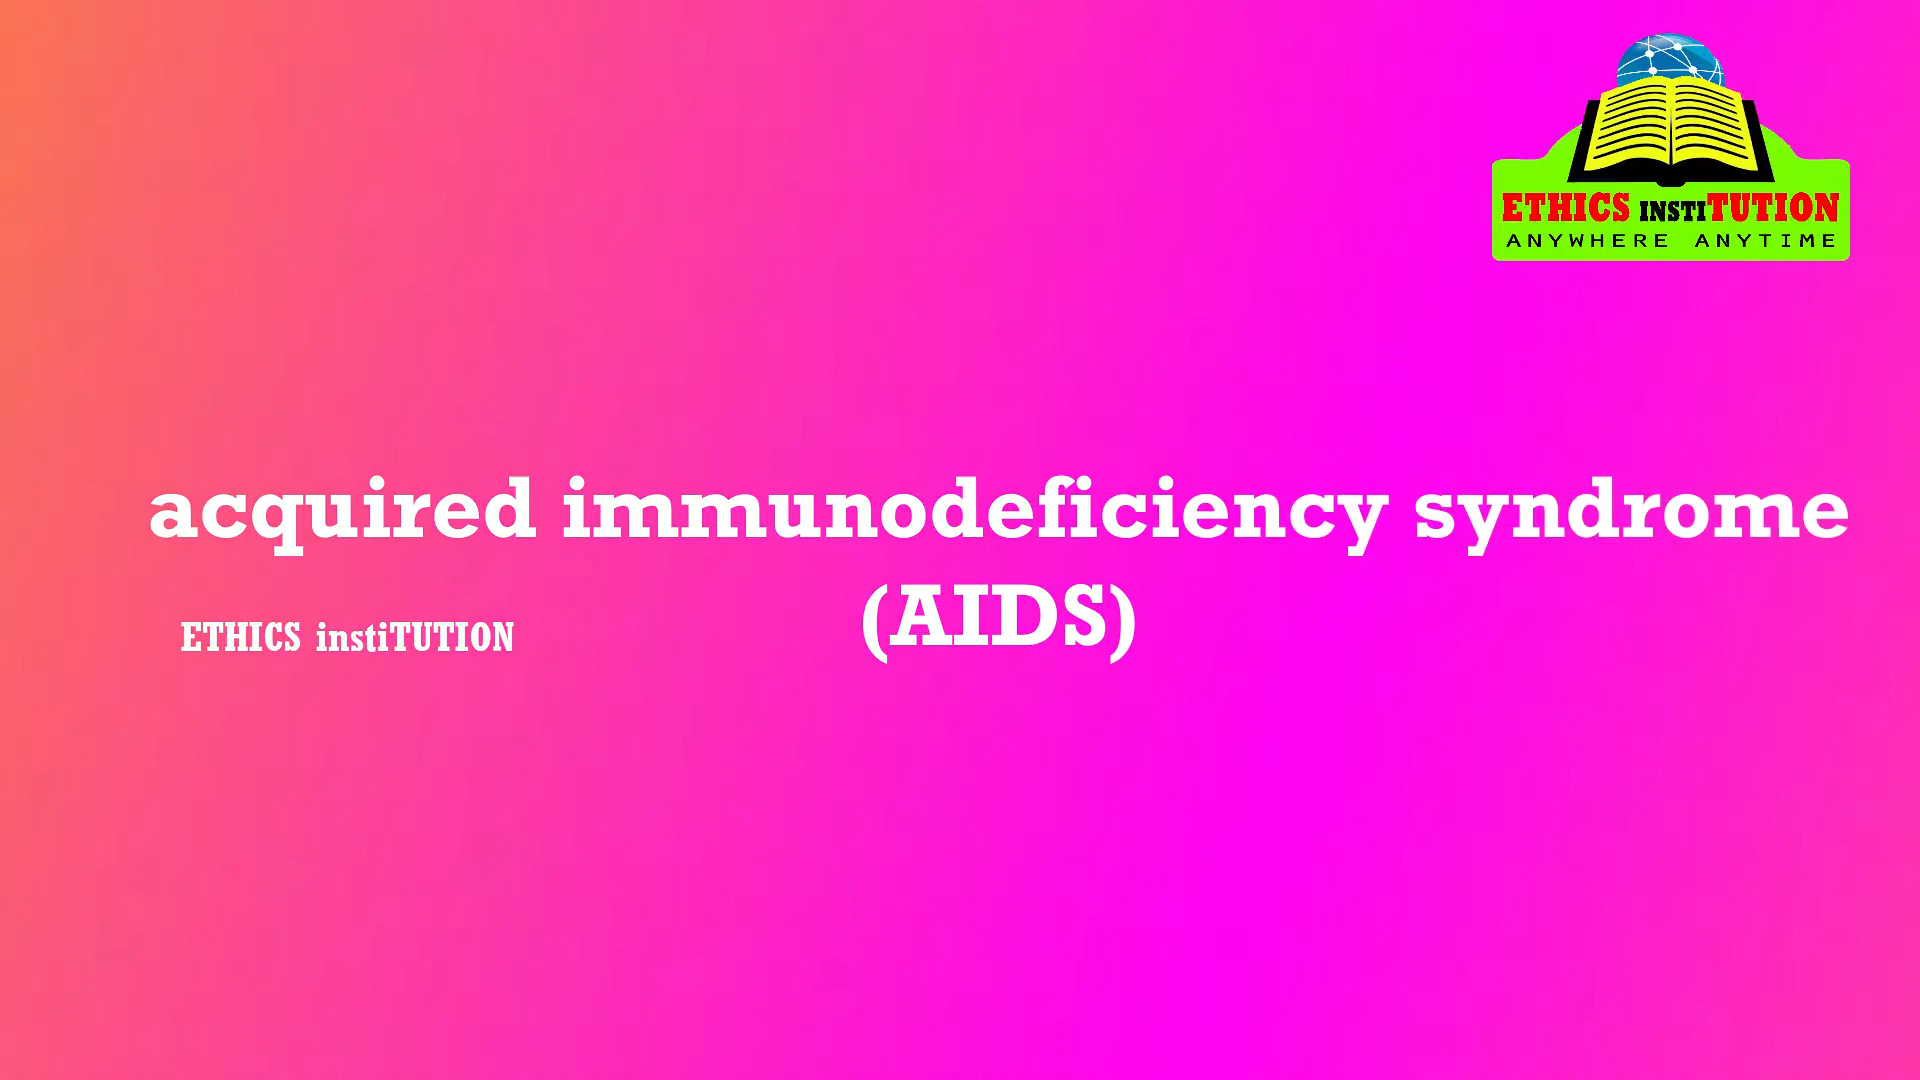 ETHICS INSTITUTION
ANYWHERE ANYTIME
acquired immunodeficiency syndrome
(AIDS)
ETHICS instiTUTION